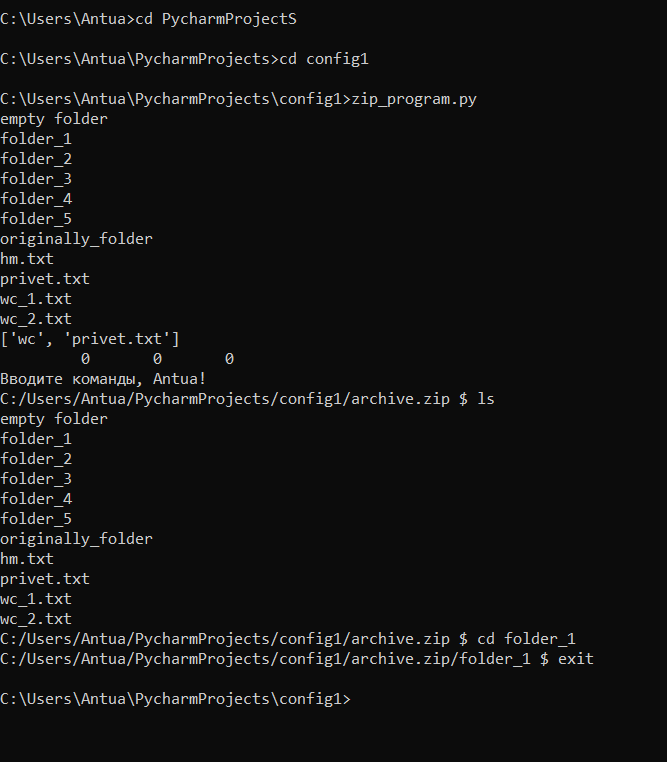 C:\Users\Antua>cd PycharmProjectS
C:\Users\Antua\PycharmProjects>cd config1
C:\Users\Antua\PycharmProjects\config1>zip_program.py
empty folder
folder_1
folder_2
folder_3
folder_4
folder_5
originally_folder
hm.txt
privet.txt
wc_1.txt
wc_2.txt
['wc', 'privet.txt']
0 0 0
Вводите команды, Antua!
C:/Users/Antua/PycharmProjects/config1/archive.zip $ ls
empty folder
folder_1
folder_2
folder_3
folder_4
folder_5
originally_folder
hm.txt
privet.txt
wc_1.txt
wc_2.txt
C:/Users/Antua/PycharmProjects/config1/archive.zip $ cd folder_1
C:/Users/Antua/PycharmProjects/config1/archive.zip/folder_1 $ exit
C:\Users\Antua\PycharmProjects\config1>